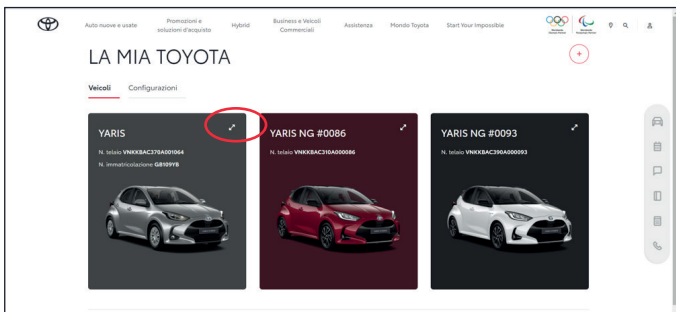 Auto nuove e usate
Promozioni e
soluzioni d'acquisto
Hybrid
Business e Veicoli
Commerciali
Assistenza
Mondo Toyota
Start Your Impossible
LA MIA TOYOTA
+
Veicoli
Configurazioni
YARIS
N. telaio VNKKBAC370A001064
N. immatricolazione GB109YB
YARIS NG #0086
N. telaio VNKKBAC310A000086
YARIS NG #0093
N. telaio VNKKBAC390A000093